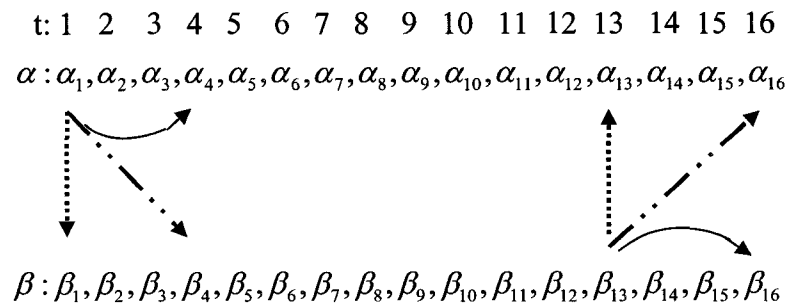 t: 1 2 3 4 5 6 7 8 9 10 11 12 13 14 15 16
α : α₁, α₂, α₃, α₄, α₅, α₆, α₇, α₈, α₉, α₁₀, α₁₁, α₁₂, α₁₃, α₁₄, α₁₅, α₁₆
β : β₁, β₂, β₃, β₄, β₅, β₆, β₇, β₈, β₉, β₁₀, β₁₁, β₁₂, β₁₃, β₁₄, β₁₅, β₁₆